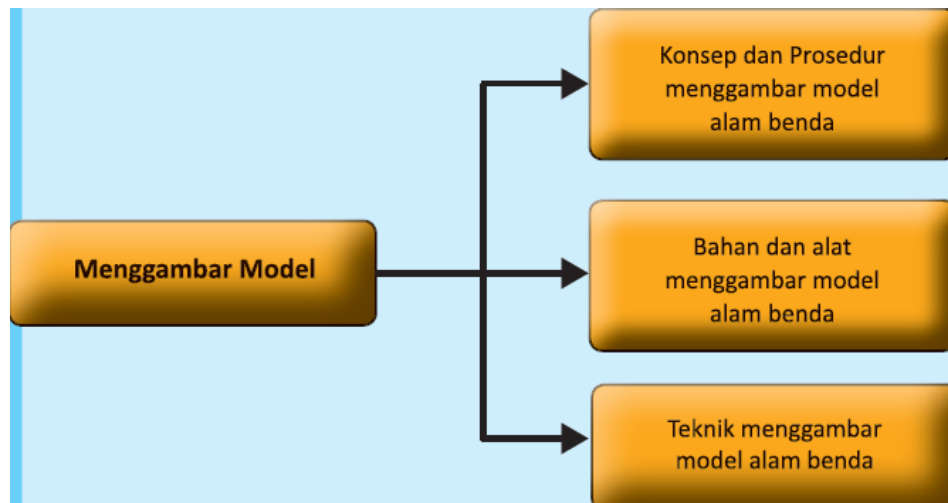 Menggambar Model
Konsep dan Prosedur
menggambar model
alam benda
Bahan dan alat
menggambar model
alam benda
Teknik menggambar
model alam benda